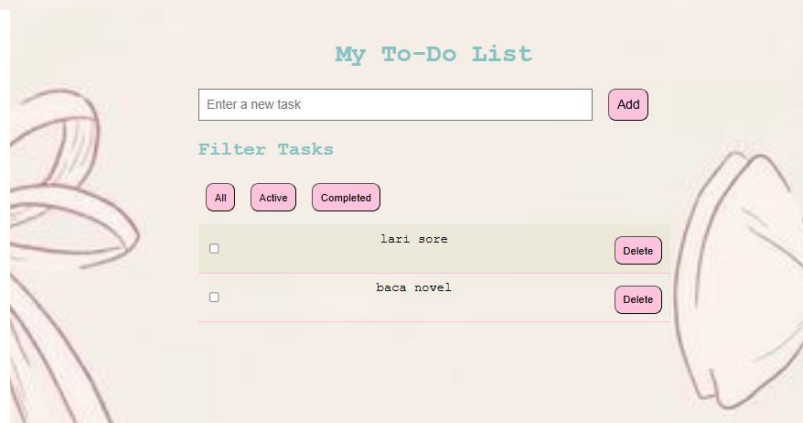 My To-Do List
Enter a new task Add
Filter Tasks
All Active Completed
lari sore Delete
baca novel Delete